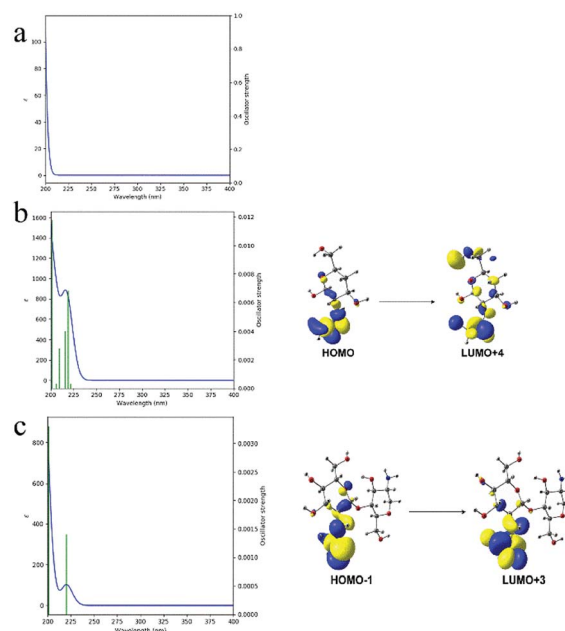 a
1.0
100
0.8
80
0.6
60
ε
Oscillator strength
0.4
40
20
0.2
0
0.0
200 225 250 275 300 325 350 375 400
Wavelength (nm)
b
1600
0.012
1400
0.010
1200
1000
0.008
ε
800
0.006
Oscillator strength
600
0.004
400
200
0.002
0
0.000
200 225 250 275 300 325 350 375 400
Wavelength (nm)
HOMO
LUMO+4
c
800
0.0030
0.0025
600
0.0020
ε
400
0.0015
Oscillator strength
0.0010
200
0.0005
0
0.0000
200 225 250 275 300 325 350 375 400
Wavelength (nm)
HOMO-1
LUMO+3